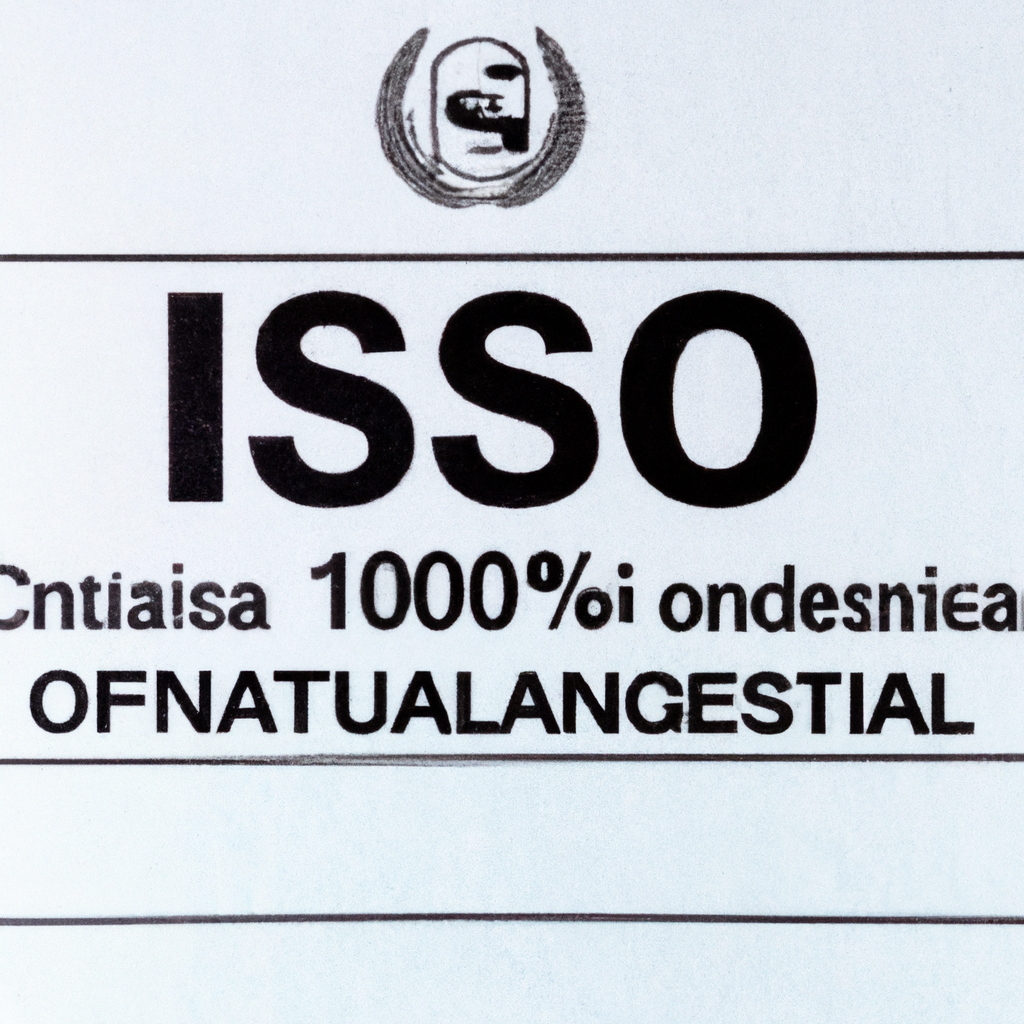 ISSO
Cntiaisa 1000%i ondesniea
OFNATUALANGESTIAL